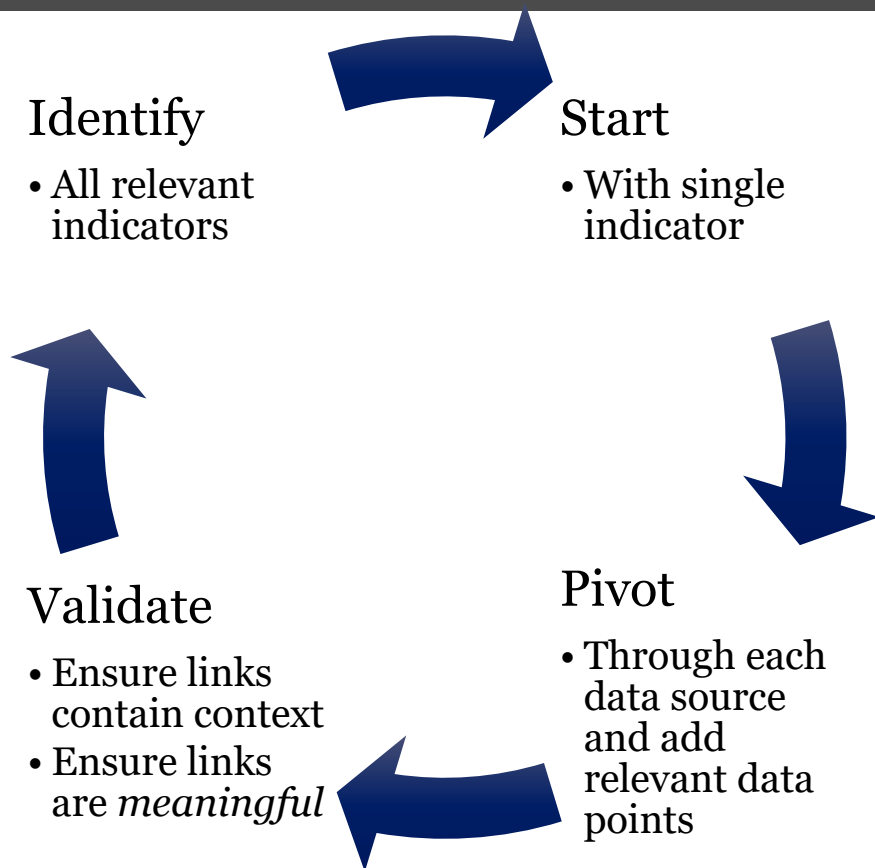 Identify
• All relevant
indicators
Start
• With single
indicator
Pivot
• Through each
data source
and add
relevant data
points
Validate
• Ensure links
contain context
• Ensure links
are meaningful